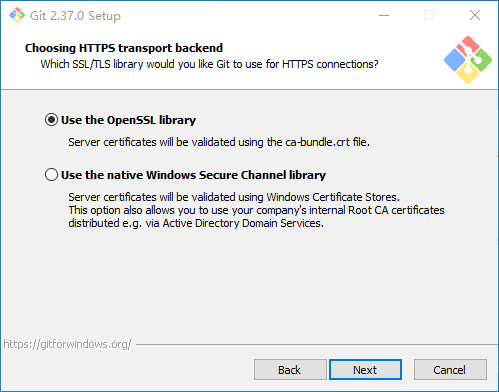 Git 2.37.0 Setup
Choosing HTTPS transport backend
Which SSL/TLS library would you like Git to use for HTTPS connections?
Use the OpenSSL library
Server certificates will be validated using the ca-bundle.crt file.
Use the native Windows Secure Channel library
Server certificates will be validated using Windows Certificate Stores.
This option also allows you to use your company's internal Root CA certificates
distributed e.g. via Active Directory Domain Services.
https://gitforwindows.org/
Back
Next
Cancel